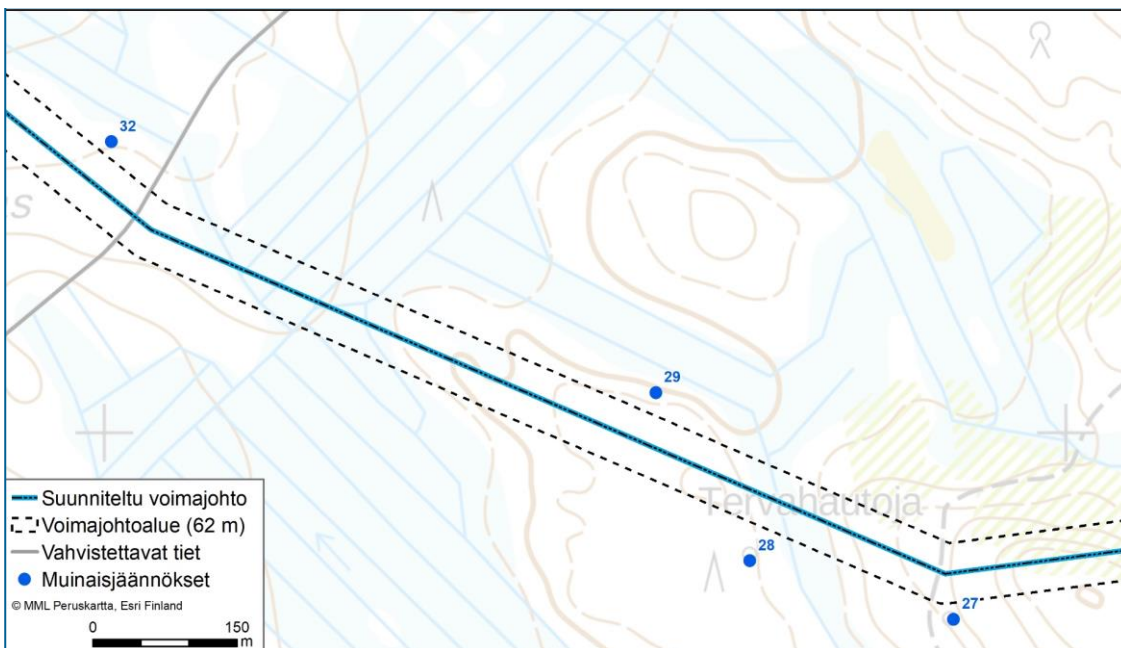 32
s
29
Tervahautoja
28
27
Suunniteltu voimajohto
Voimajohtoalue (62 m)
Vahvistettavat tiet
Muinaisjäännökset
© MML Peruskartta, Esri Finland
0 150
m